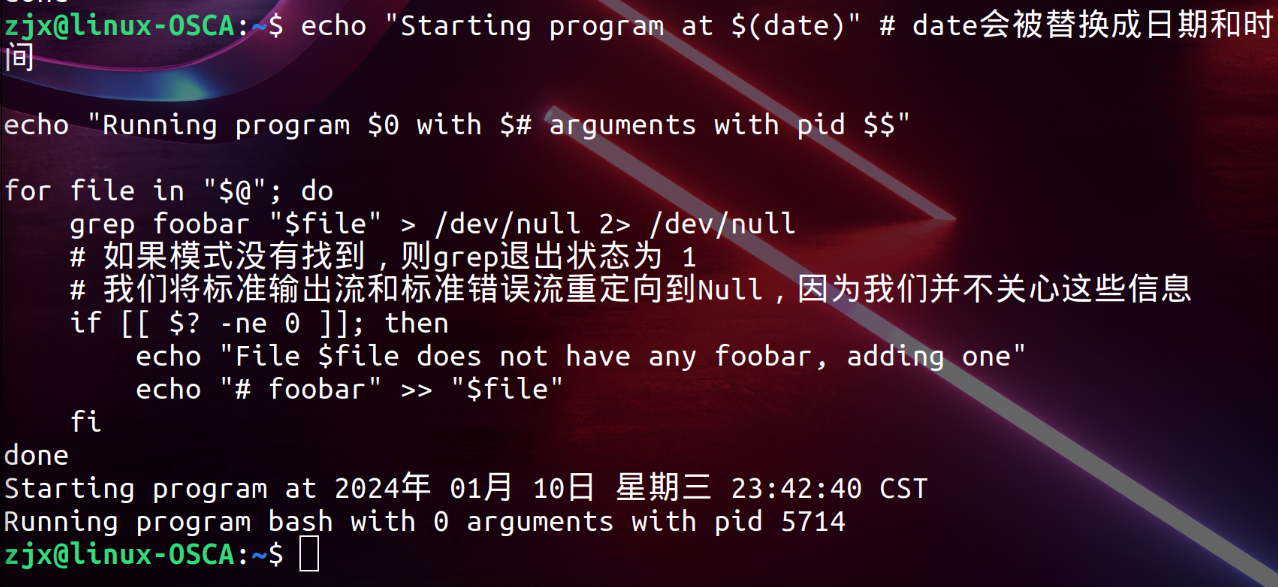 zjx@linux-OSCA:~$ echo "Starting program at $(date)" # date会被替换成日期和时
间
echo "Running program $0 with $# arguments with pid $$"
for file in "$@"; do
    grep foobar "$file" > /dev/null 2> /dev/null
    # 如果模式没有找到，则grep退出状态为 1
    # 我们将标准输出流和标准错误流重定向到Null，因为我们并不关心这些信息
    if [[ $? -ne 0 ]]; then
        echo "File $file does not have any foobar, adding one"
        echo "# foobar" >> "$file"
    fi
done
Starting program at 2024年 01月 10日 星期三 23:42:40 CST
Running program bash with 0 arguments with pid 5714
zjx@linux-OSCA:~$